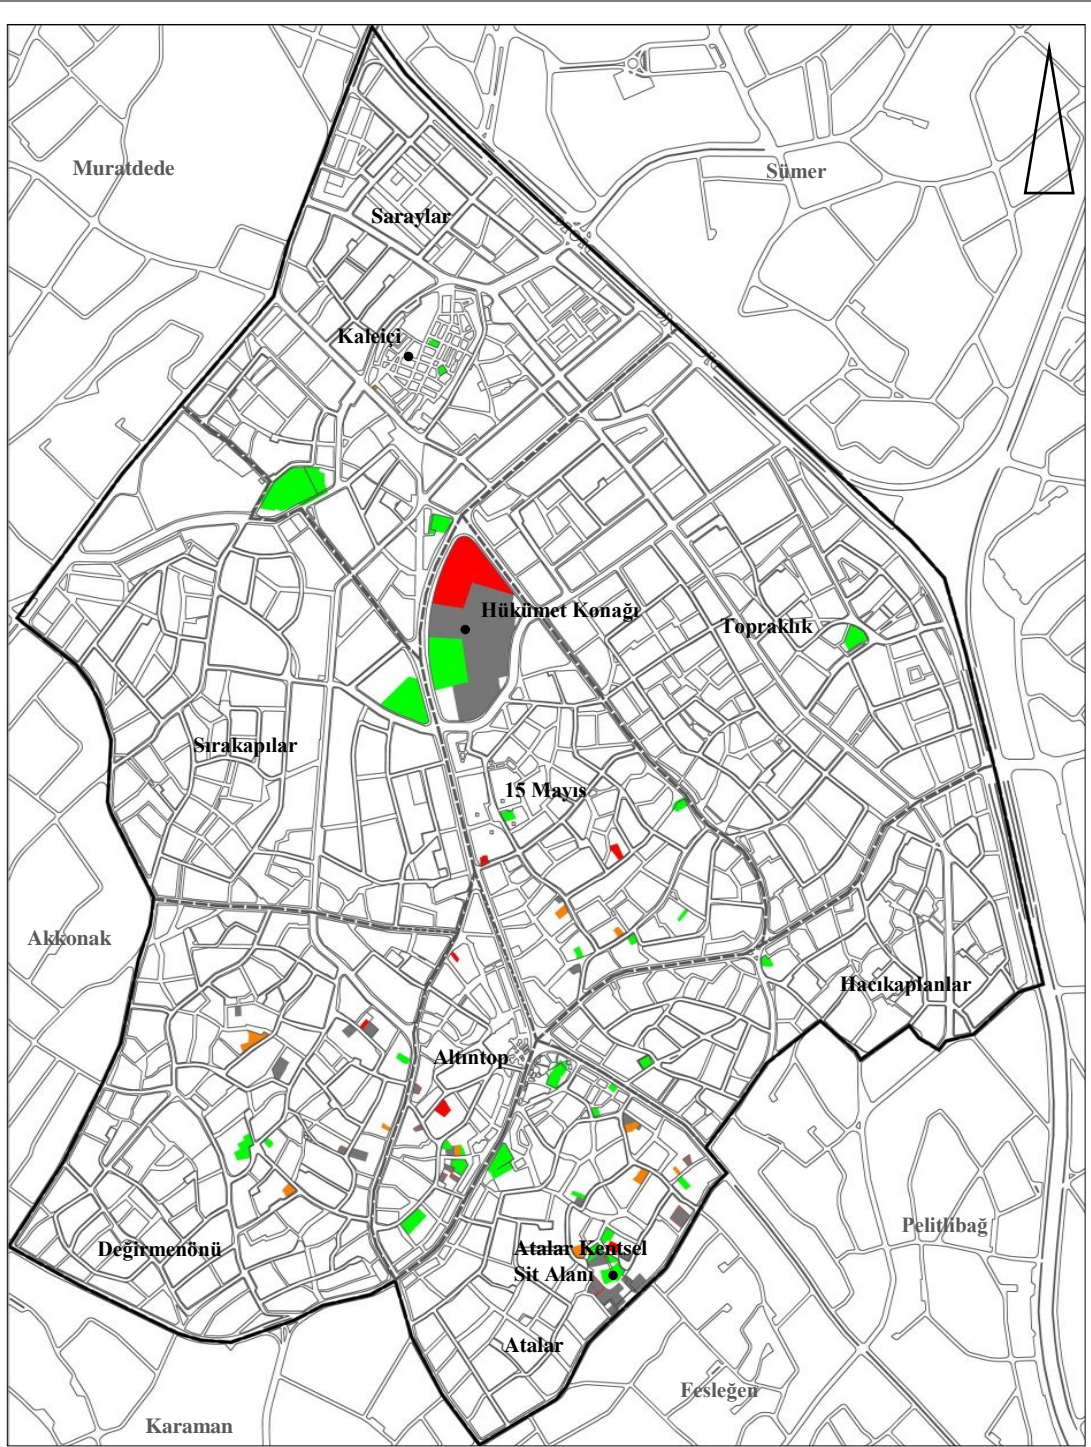 Muratdede
Sümer
Saraylar
Kaleiçi
Hükümet Konağı
Topraklık
Sırakapılar
15 Mayıs
Akkonak
Hacıkaplanlar
Altıntop
Pelitlibağ
Değirmenönü
Atalar Kentsel
Sit Alanı
Atalar
Fesleğen
Karaman